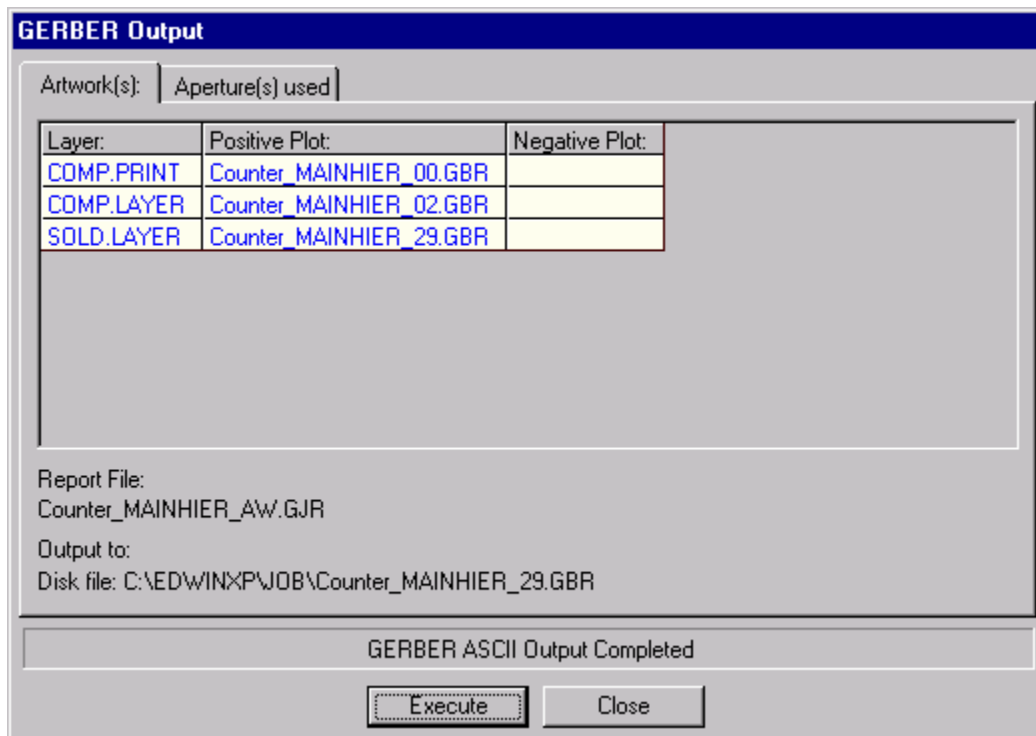 GERBER Output
Artwork(s): Aperture(s) used
Layer: Positive Plot: Negative Plot:
COMP.PRINT Counter_MAINHIER_00.GBR
COMP.LAYER Counter_MAINHIER_02.GBR
SOLD.LAYER Counter_MAINHIER_29.GBR
Report File:
Counter_MAINHIER_AW.GJR
Output to:
Disk file: C:\EDWINXP\JOB\Counter_MAINHIER_29.GBR
GERBER ASCII Output Completed
Execute Close